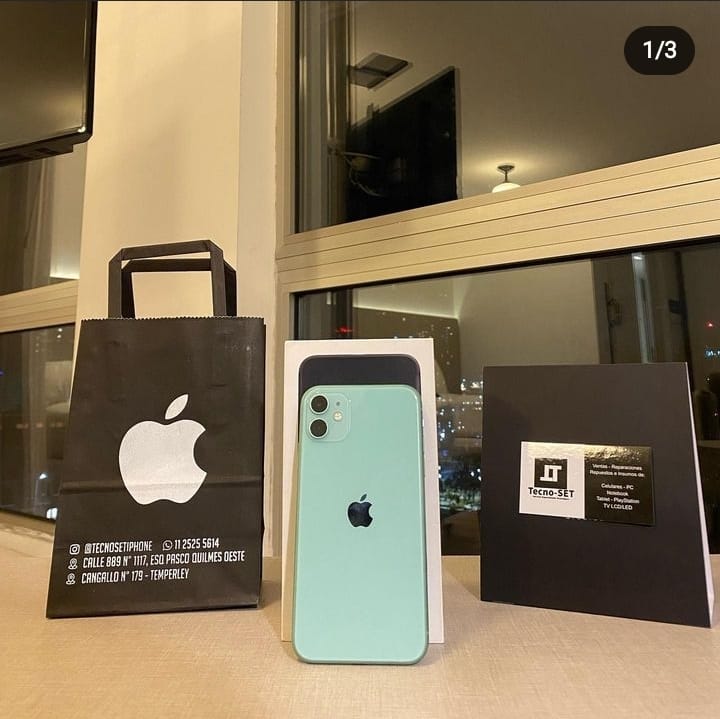 1/3
@TECNOSETIPHONE 11 2525 5614
CALLE 889 N° 1117, ESQ PASCO QUILMES OESTE
CANGALLO N° 179 - TEMPERLEY
Tecno-SET
Ventas - Reparaciones
Repuestos e insumos de:
Celulares - PC
Notebook
Tablet - PlayStation
TV LCD/LED